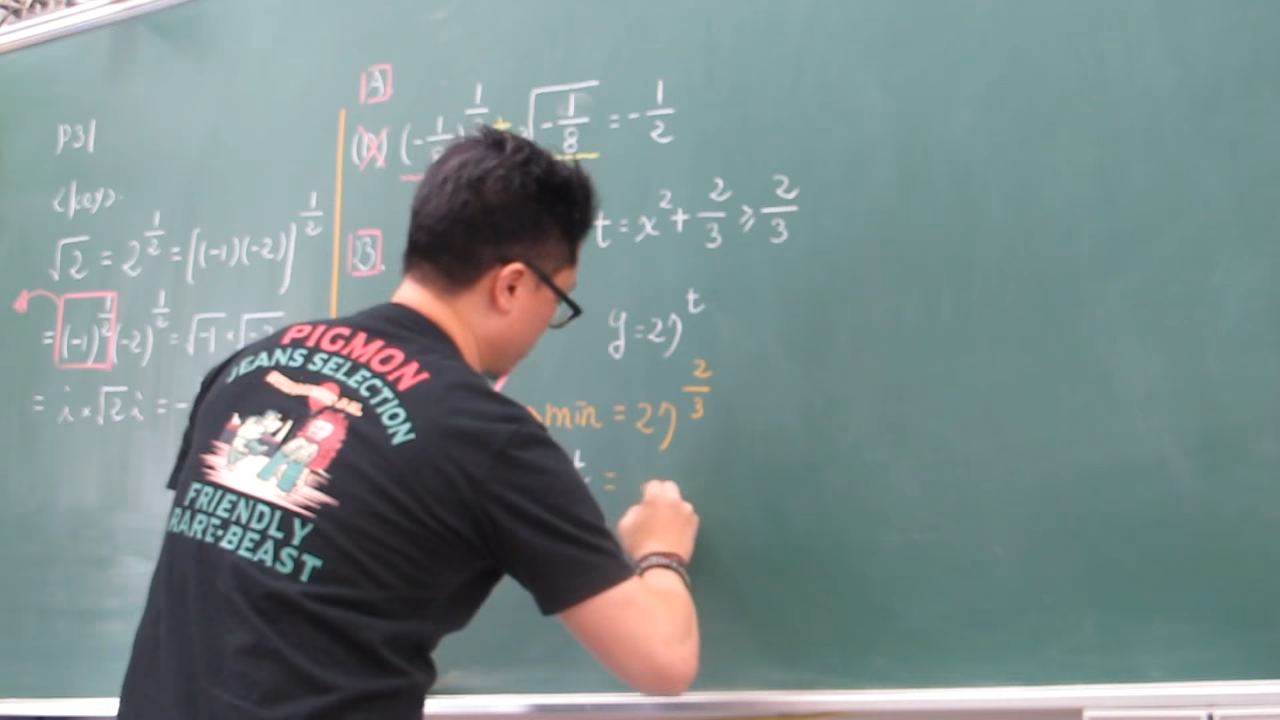 P31
<key>
√2 = 2^{1/2} = [(-1)(-2)]^{1/2}
= (-1)^{1/2}(-2)^{1/2} = √-1 · √-2
= i × √2 i = -
A
(-1/8) √-1/8 = -1/2
B. t = x² + 2/3 ≥ 2/3
y = 27^t
min = 27^{2/3}
=
PIGMON
JEANS SELECTION
FRIENDLY
RARE-BEAST